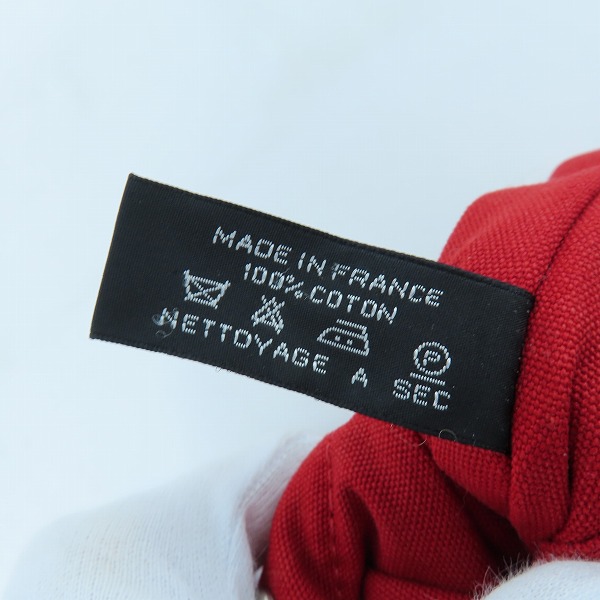 MADE IN FRANCE
100% COTON
P
NETTOYAGE A SEC